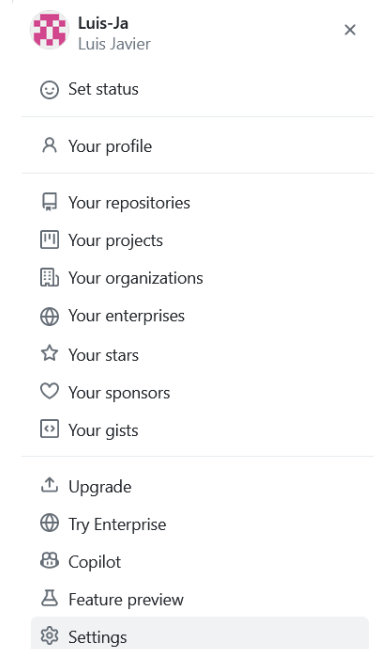 Luis-Ja
Luis Javier
Set status
Your profile
Your repositories
Your projects
Your organizations
Your enterprises
Your stars
Your sponsors
Your gists
Upgrade
Try Enterprise
Copilot
Feature preview
Settings